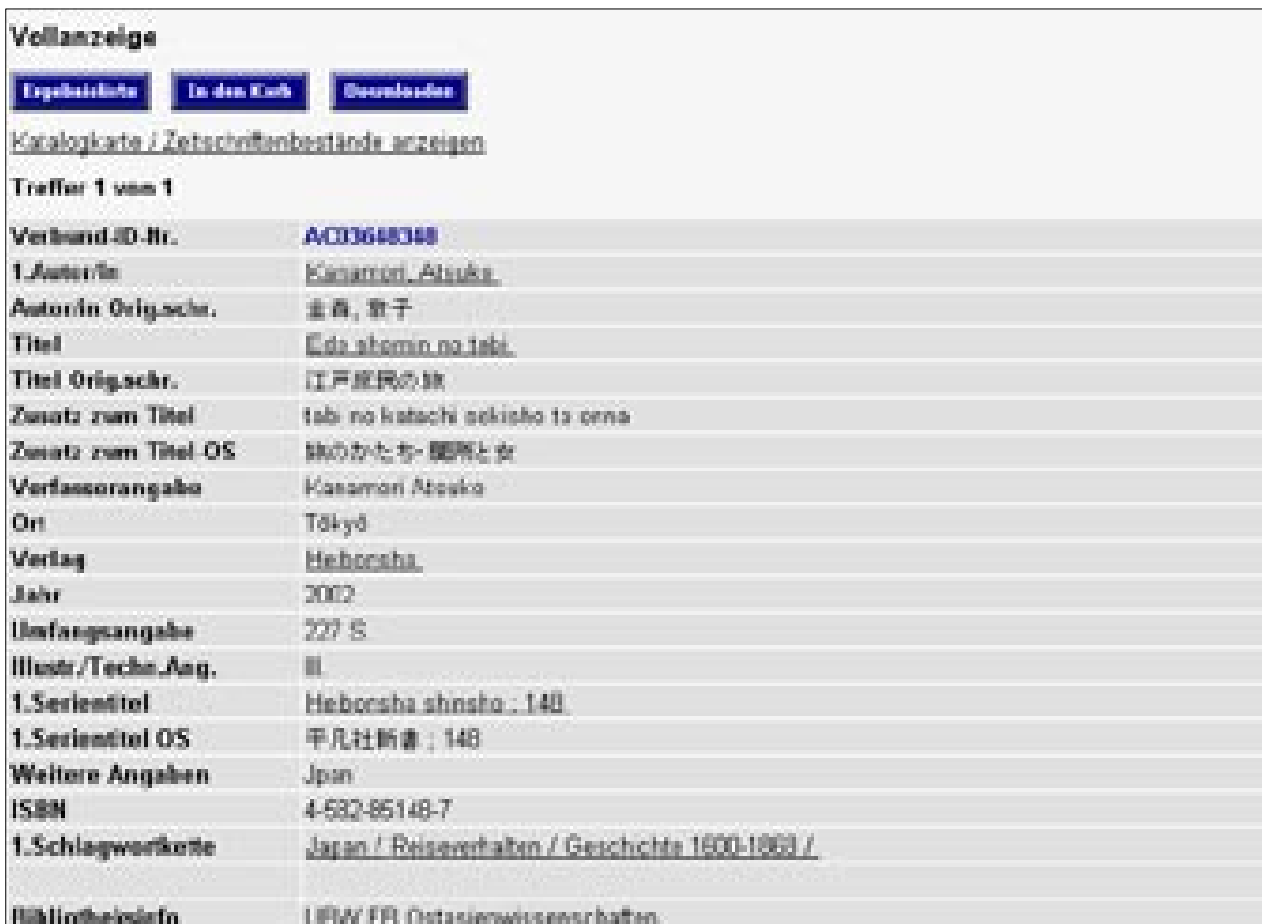 Vollanzeige
Ergebnisliste In den Korb Downloaden
Katalogkarte / Zeitschriftenbestände anzeigen
Treffer 1 von 1
Verbund-ID-Nr. AC03648348
1.Autor/in Kanamori, Atsuko
Autor/in Orig.schr. 金森, 敦子
Titel Edo shomin no tabi
Titel Orig.schr. 江戸庶民の旅
Zusatz zum Titel tabi no katachi sekisho to onna
Zusatz zum Titel OS 旅のかたち・関所と女
Verfasserangabe Kanamori Atsuko
Ort Tôkyô
Verlag Heibonsha
Jahr 2002
Umfangsangabe 227 S.
Illustr./Techn.Ang. Ill.
1.Serientitel Heibonsha shinsho ; 148
1.Serientitel OS 平凡社新書 ; 148
Weitere Angaben Jpan
ISBN 4-582-85148-7
1.Schlagwortkette Japan / Reiseverhalten / Geschichte 1600-1868 /
Bibliotheksinfo UBW FB Ostasienwissenschaften